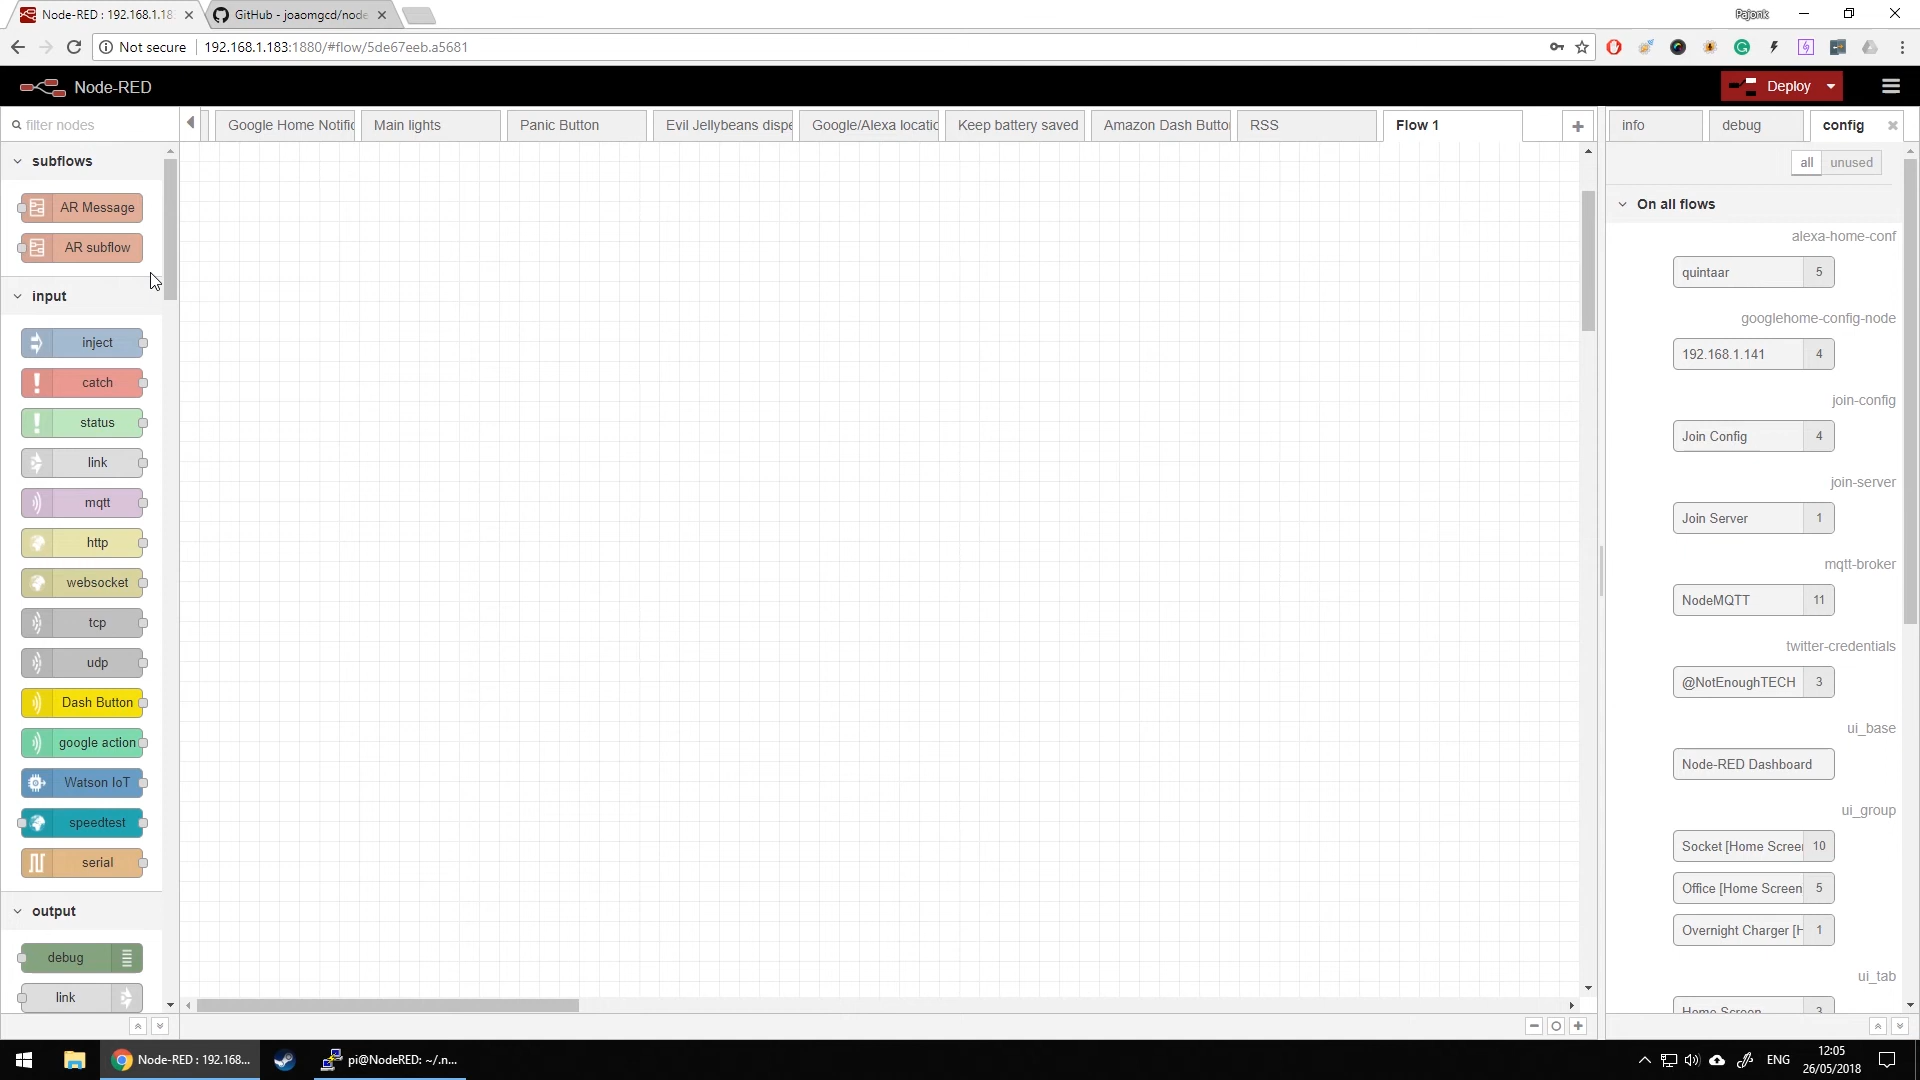 Node-RED : 192.168.1.18
GitHub - joaomgcd/node
Pajonk
Not secure
192.168.1.183:1880/#flow/5de67eeb.a5681
Node-RED
Deploy
filter nodes
Google Home Notific
Main lights
Panic Button
Evil Jellybeans dispe
Google/Alexa locatic
Keep battery saved
Amazon Dash Button
RSS
Flow 1
info
debug
config
subflows
AR Message
AR subflow
input
inject
catch
status
link
mqtt
http
websocket
tcp
udp
Dash Button
google action
Watson IoT
speedtest
serial
output
debug
link
all
unused
On all flows
alexa-home-conf
quintaar
5
googlehome-config-node
192.168.1.141
4
join-config
Join Config
4
join-server
Join Server
1
mqtt-broker
NodeMQTT
11
twitter-credentials
@NotEnoughTECH
3
ui_base
Node-RED Dashboard
ui_group
Socket [Home Screen
10
Office [Home Screen
5
Overnight Charger [H
1
ui_tab
Home Screen
3
Node-RED : 192.168...
pi@NodeRED: ~/.n...
ENG
12:05
26/05/2018